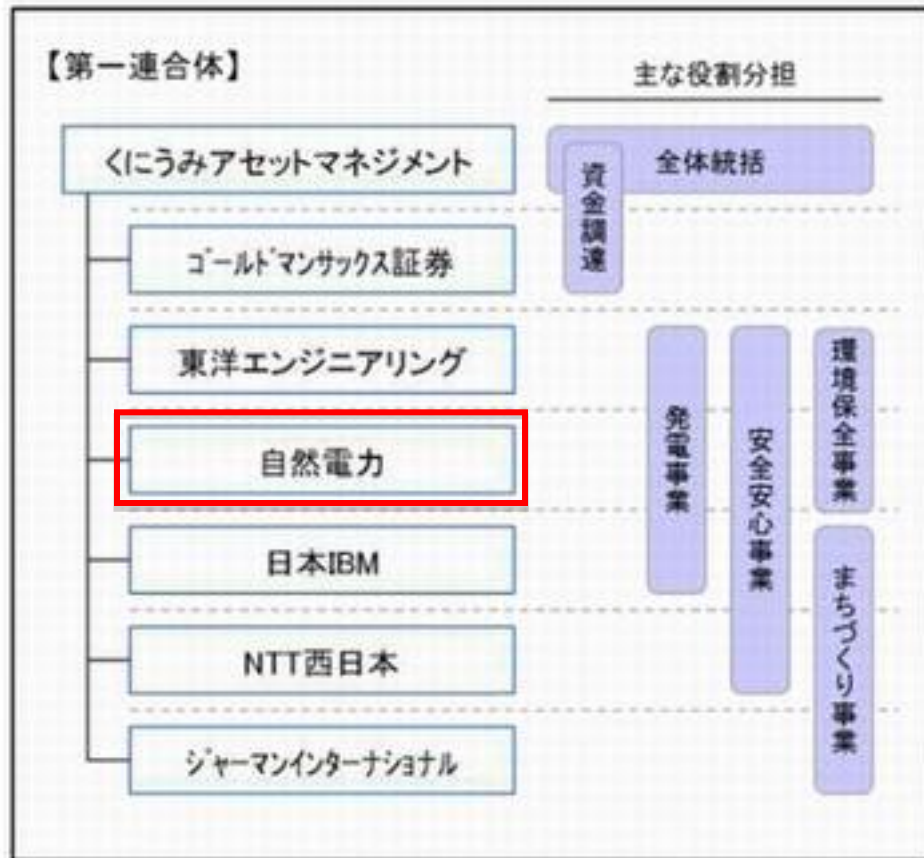 【第一連合体】
主な役割分担
くにうみアセットマネジメント
全体統括
資金調達
ゴールドマンサックス証券
東洋エンジニアリング
自然電力
日本IBM
NTT西日本
ジャーマンインターナショナル
発電事業
安全安心事業
環境保全事業
まちづくり事業